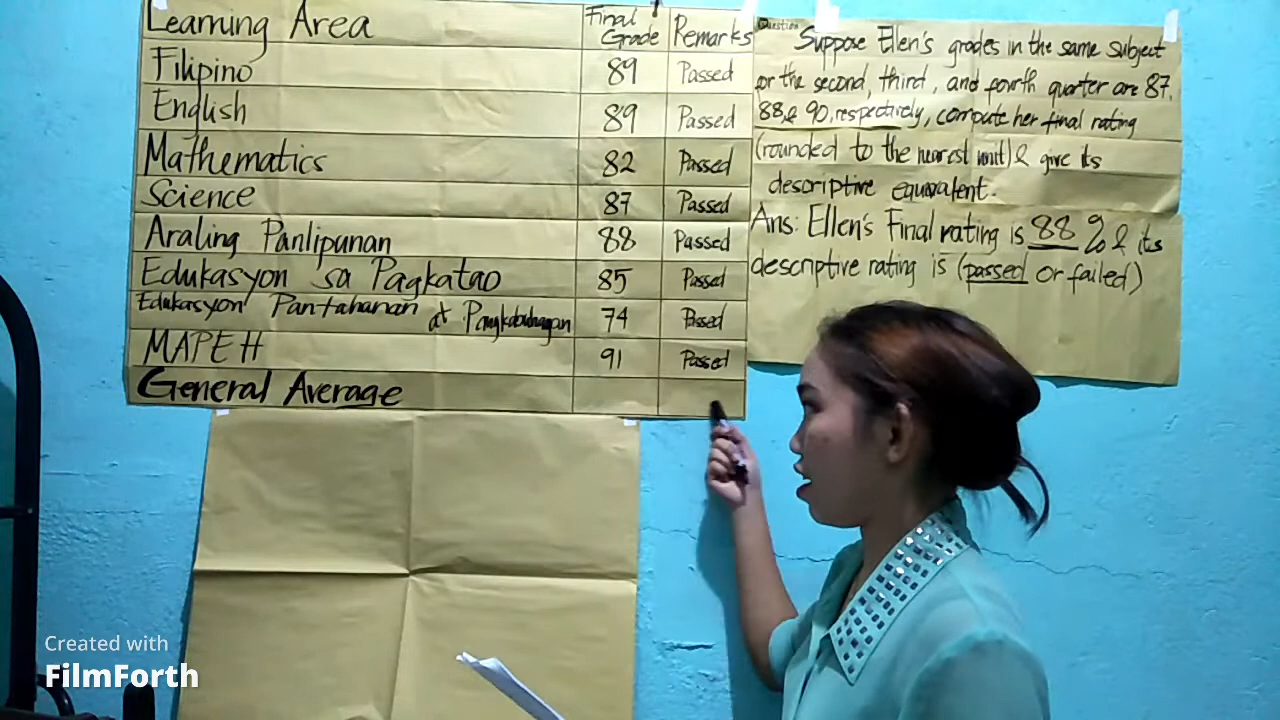 Learning Area Final Grade Remarks
Filipino 89 Passed
English 89 Passed
Mathematics 82 Passed
Science 87 Passed
Araling Panlipunan 88 Passed
Edukasyon sa Pagkatao 85 Passed
Edukasyon Pantahanan at Pangkabuhayan 74 Passed
MAPEH 91 Passed
General Average
Question
Suppose Ellen's grades in the same subject
for the second, third, and fourth quarter are 87,
88, & 90, respectively, compute her final rating
(rounded to the nearest unit) & give its
descriptive equivalent.
Ans: Ellen's Final rating is 88 % & its
descriptive rating is (passed or failed)
Created with
FilmForth